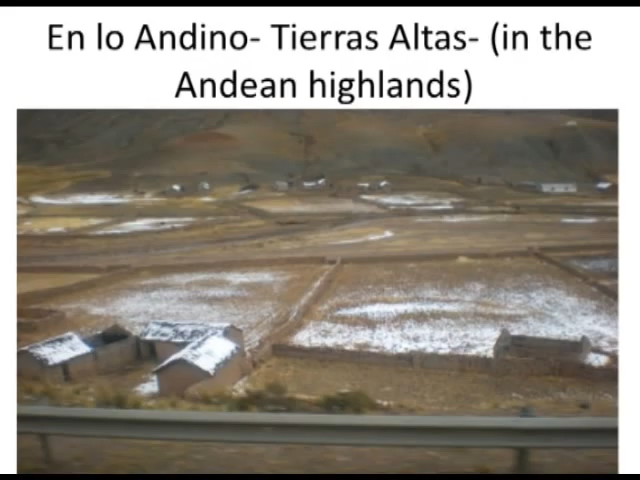 En lo Andino- Tierras Altas- (in the
Andean highlands)